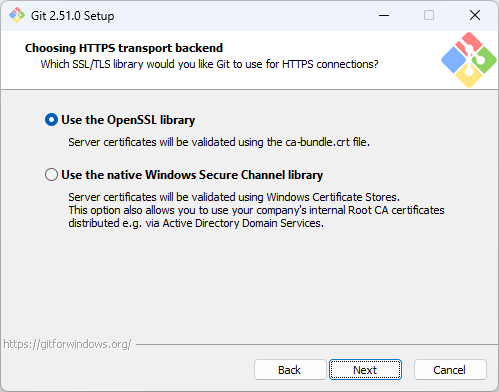 Git 2.51.0 Setup
Choosing HTTPS transport backend
Which SSL/TLS library would you like Git to use for HTTPS connections?
Use the OpenSSL library
Server certificates will be validated using the ca-bundle.crt file.
Use the native Windows Secure Channel library
Server certificates will be validated using Windows Certificate Stores.
This option also allows you to use your company's internal Root CA certificates
distributed e.g. via Active Directory Domain Services.
https://gitforwindows.org/
Back Next Cancel